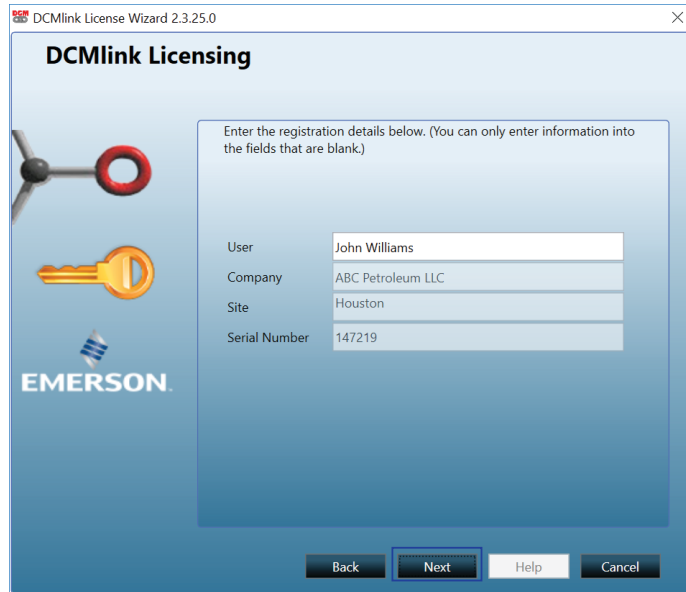 DCM DCMlink License Wizard 2.3.25.0
DCMlink Licensing
Enter the registration details below. (You can only enter information into
the fields that are blank.)
User John Williams
Company ABC Petroleum LLC
Site Houston
Serial Number 147219
EMERSON.
Back Next Help Cancel